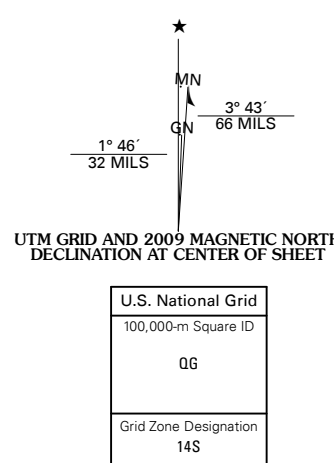 ★
MN
3° 43´
66 MILS
GN
1° 46´
32 MILS
UTM GRID AND 2009 MAGNETIC NORTH
DECLINATION AT CENTER OF SHEET
U.S. National Grid
100,000-m Square ID
QG
Grid Zone Designation
14S